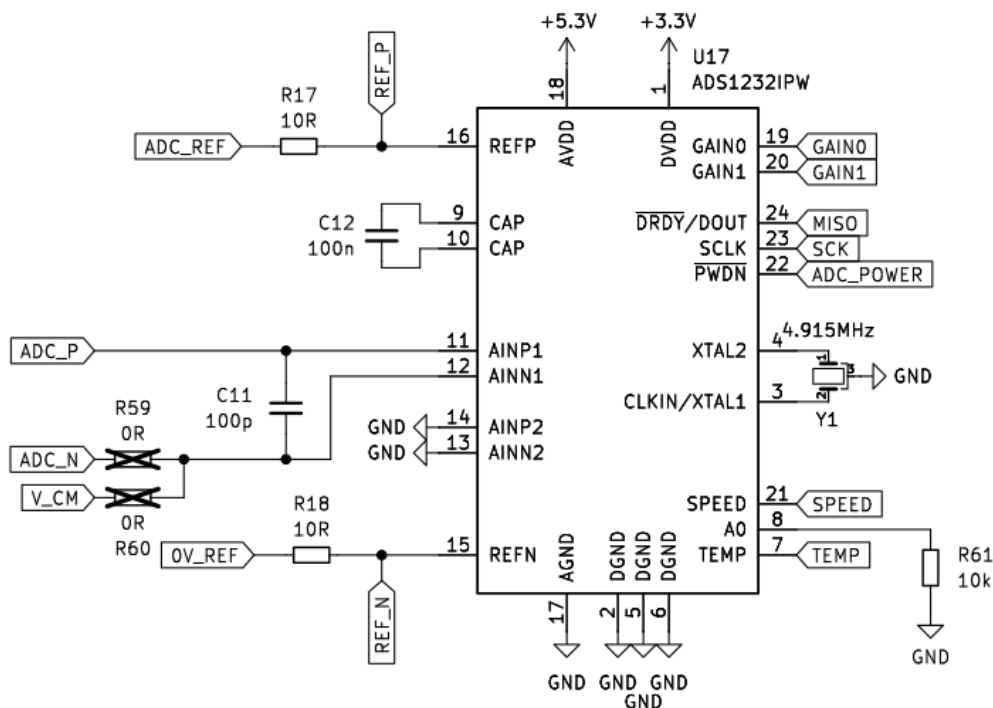 +5.3V
+3.3V
U17
ADS1232IPW
REF_P
R17
10R
ADC_REF
16
REFP
18
AVDD
1
DVDD
GAIN0
19
GAIN0
GAIN1
20
GAIN1
C12
100n
9
CAP
10
CAP
DRDY/DOUT
24
MISO
SCLK
23
SCK
PWDN
22
ADC_POWER
ADC_P
11
AINP1
12
AINN1
C11
100p
GND
14
AINP2
GND
13
AINN2
XTAL2
4
4.915MHz
1
3
2
GND
CLKIN/XTAL1
3
Y1
R59
0R
ADC_N
V_CM
0R
R60
R18
10R
0V_REF
15
REFN
REF_N
SPEED
21
SPEED
A0
8
TEMP
7
TEMP
R61
10k
GND
AGND
17
GND
DGND
2
GND
DGND
5
GND
DGND
6
GND